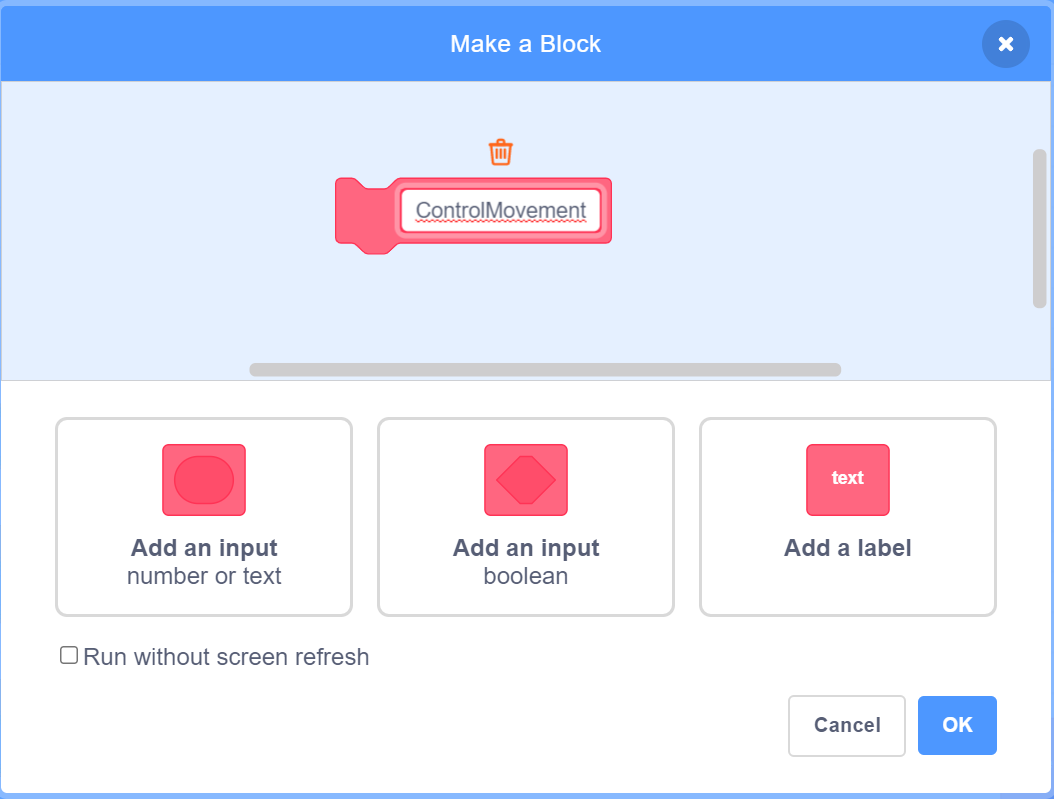 Make a Block
ControlMovement
text
Add an input
number or text
Add an input
boolean
Add a label
Run without screen refresh
Cancel
OK